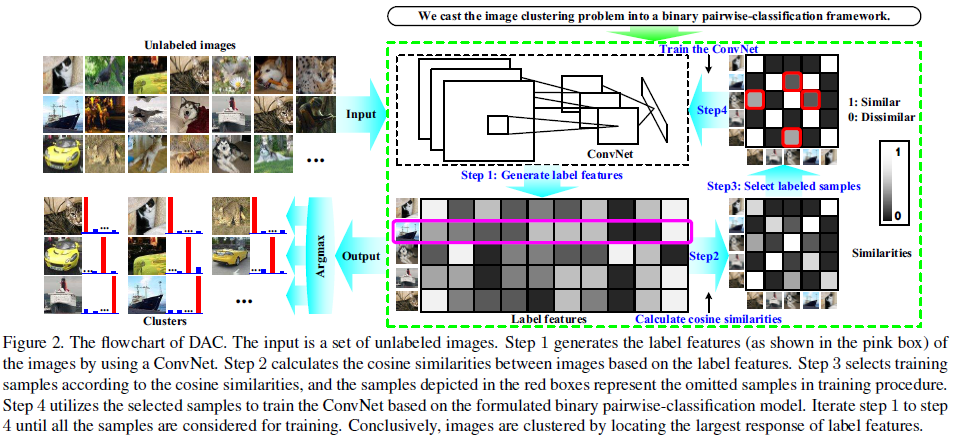 We cast the image clustering problem into a binary pairwise-classification framework.
Unlabeled images
Train the ConvNet
Input
Step4
1: Similar
0: Dissimilar
...
ConvNet
1
0
Step 1: Generate label features
Step3: Select labeled samples
Argmax
Output
Step2
Similarities
...
Clusters
Label features
Calculate cosine similarities
Figure 2. The flowchart of DAC. The input is a set of unlabeled images. Step 1 generates the label features (as shown in the pink box) of
the images by using a ConvNet. Step 2 calculates the cosine similarities between images based on the label features. Step 3 selects training
samples according to the cosine similarities, and the samples depicted in the red boxes represent the omitted samples in training procedure.
Step 4 utilizes the selected samples to train the ConvNet based on the formulated binary pairwise-classification model. Iterate step 1 to step
4 until all the samples are considered for training. Conclusively, images are clustered by locating the largest response of label features.